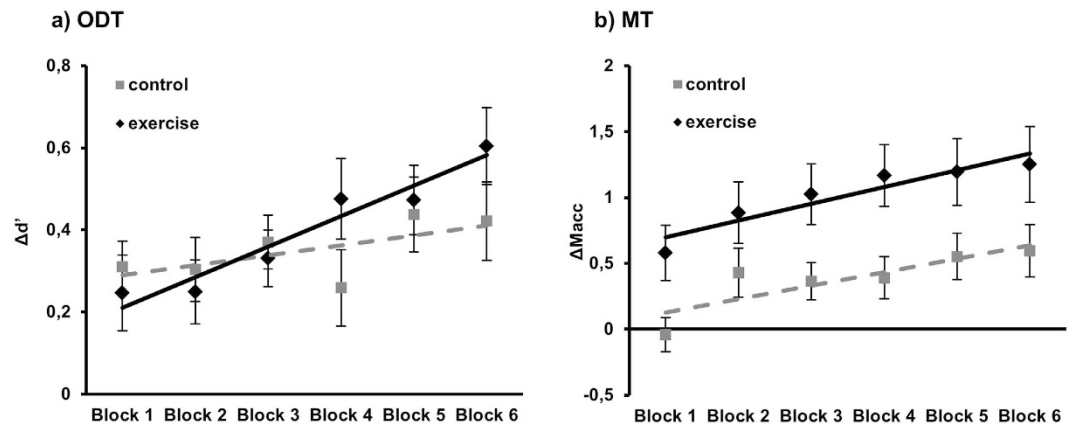 a) ODT
0,8
0,6
0,4
0,2
0
Δd'
control
exercise
Block 1 Block 2 Block 3 Block 4 Block 5 Block 6
b) MT
2
1,5
1
0,5
0
-0,5
ΔMacc
control
exercise
Block 1 Block 2 Block 3 Block 4 Block 5 Block 6